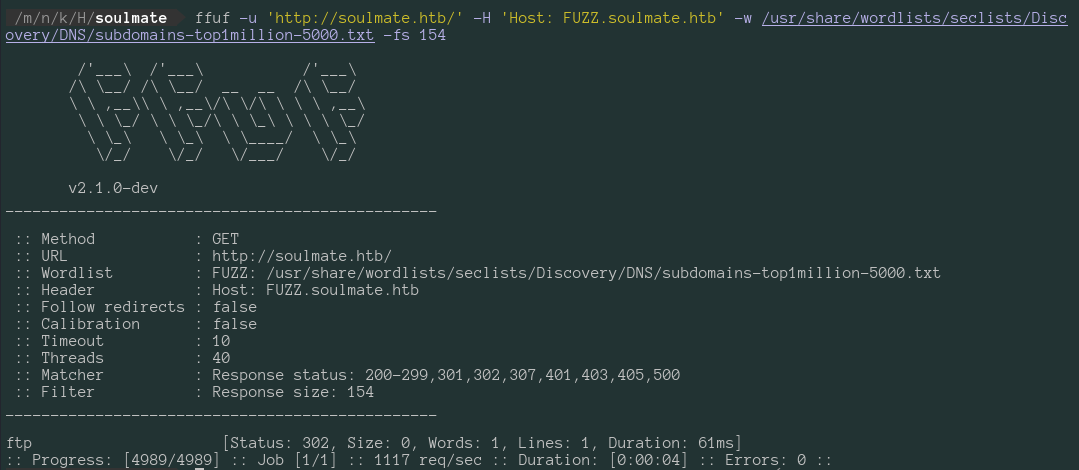 /m/n/k/H/soulmate ffuf -u 'http://soulmate.htb/' -H 'Host: FUZZ.soulmate.htb' -w /usr/share/wordlists/seclists/Disc
overy/DNS/subdomains-top1million-5000.txt -fs 154
v2.1.0-dev
________________________________________________
:: Method : GET
:: URL : http://soulmate.htb/
:: Wordlist : FUZZ: /usr/share/wordlists/seclists/Discovery/DNS/subdomains-top1million-5000.txt
:: Header : Host: FUZZ.soulmate.htb
:: Follow redirects : false
:: Calibration : false
:: Timeout : 10
:: Threads : 40
:: Matcher : Response status: 200-299,301,302,307,401,403,405,500
:: Filter : Response size: 154
________________________________________________
ftp [Status: 302, Size: 0, Words: 1, Lines: 1, Duration: 61ms]
:: Progress: [4989/4989] :: Job [1/1] :: 1117 req/sec :: Duration: [0:00:04] :: Errors: 0 ::